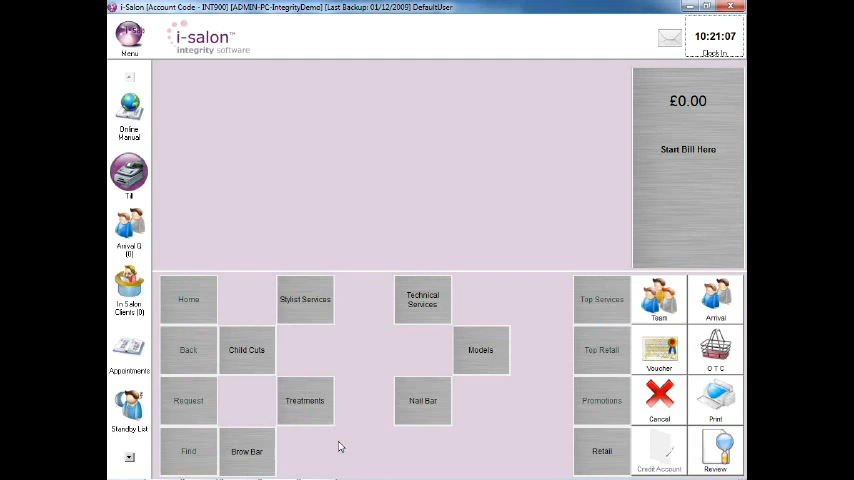 i-Salon [Account Code - INT900] [ADMIN-PC-IntegrityDemo] [Last Backup: 01/12/2009] DefaultUser
Menu
i-salon™
integrity software
10:21:07
Clock In
Online
Manual
Till
Arrival Q
(0)
In Salon
Clients (0)
Appointments
Standby List
£0.00
Start Bill Here
Home
Stylist Services
Technical
Services
Top Services
Team
Arrival
Back
Child Cuts
Models
Top Retail
Voucher
O T C
Request
Treatments
Nail Bar
Promotions
Cancel
Print
Find
Brow Bar
Retail
Credit Account
Review